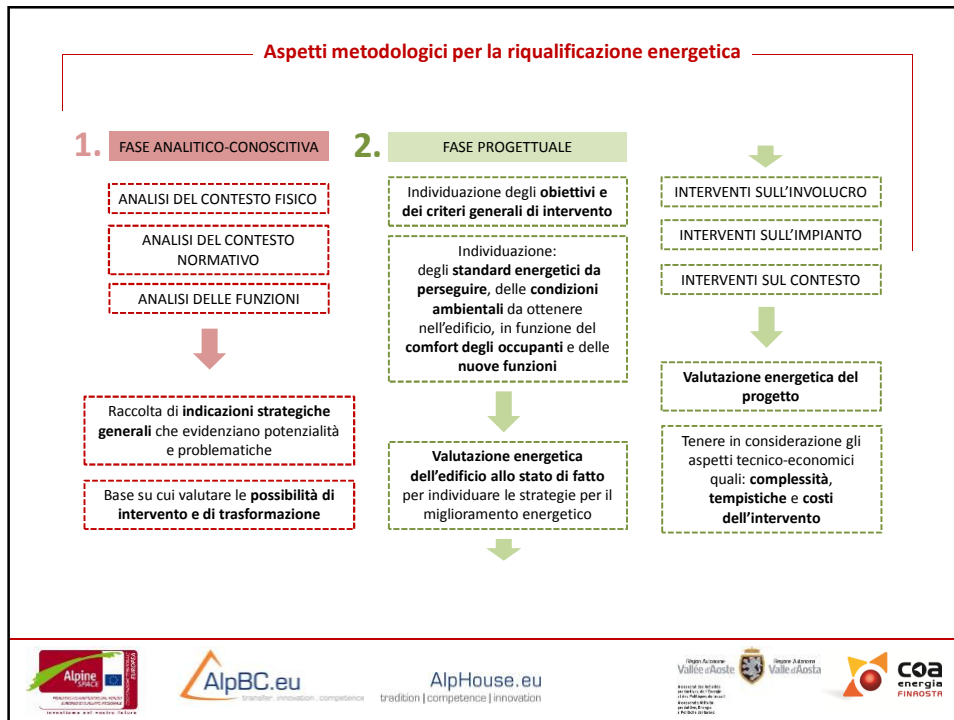 Aspetti metodologici per la riqualificazione energetica
1.
FASE ANALITICO-CONOSCITIVA
ANALISI DEL CONTESTO FISICO
ANALISI DEL CONTESTO
NORMATIVO
ANALISI DELLE FUNZIONI
Raccolta di indicazioni strategiche
generali che evidenziano potenzialità
e problematiche
Base su cui valutare le possibilità di
intervento e di trasformazione
2.
FASE PROGETTUALE
Individuazione degli obiettivi e
dei criteri generali di intervento
Individuazione:
degli standard energetici da
perseguire, delle condizioni
ambientali da ottenere
nell'edificio, in funzione del
comfort degli occupanti e delle
nuove funzioni
Valutazione energetica
dell'edificio allo stato di fatto
per individuare le strategie per il
miglioramento energetico
INTERVENTI SULL'INVOLUCRO
INTERVENTI SULL'IMPIANTO
INTERVENTI SUL CONTESTO
Valutazione energetica del
progetto
Tenere in considerazione gli
aspetti tecnico-economici
quali: complessità,
tempistiche e costi
dell'intervento
Alpine
SPACE
AlpBC.eu
transfer . innovation . competence
AlpHouse.eu
tradition | competence | innovation
Région Autonome
Vallée d'Aoste
Regione Autonoma
Valle d'Aosta
coa
energia
FINAOSTA